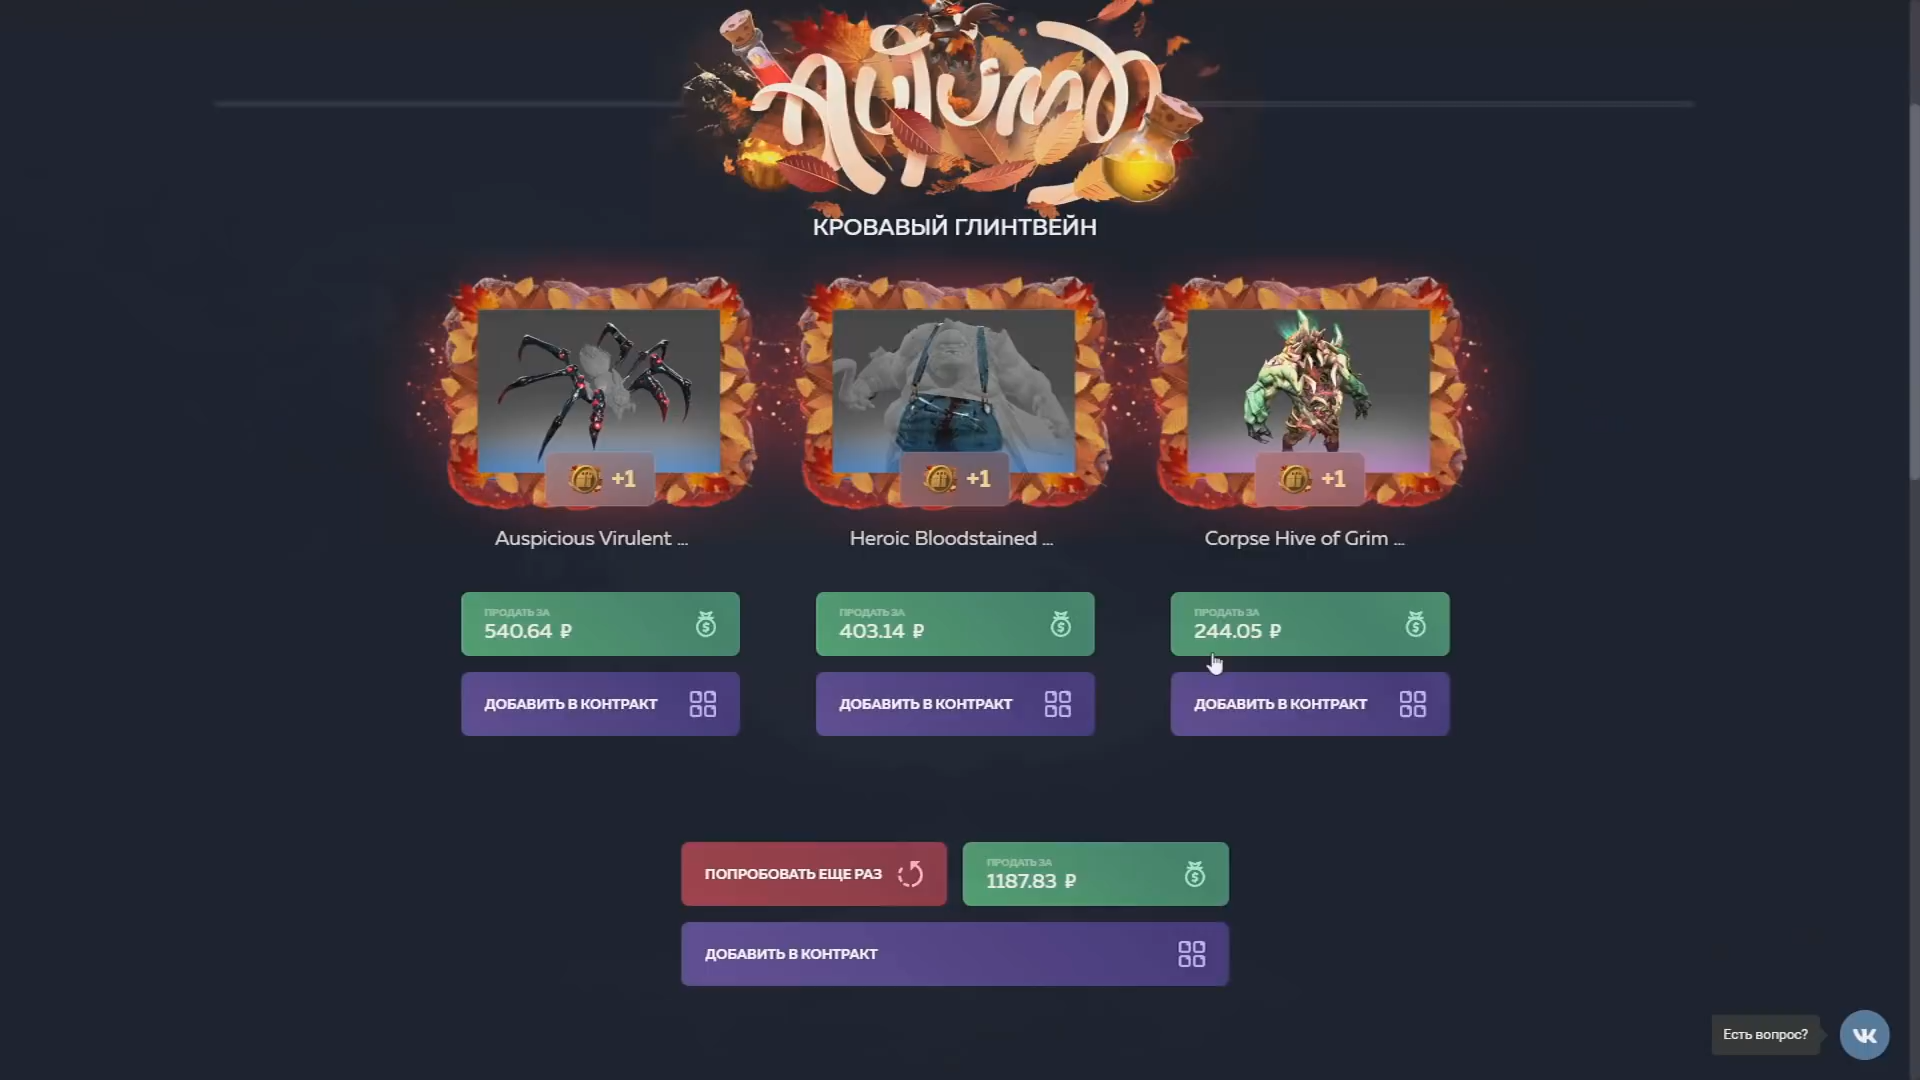 Autumn
КРОВАВЫЙ ГЛИНТВЕЙН
+1
+1
+1
Auspicious Virulent ...
Heroic Bloodstained ...
Corpse Hive of Grim ...
ПРОДАТЬ ЗА
540.64 ₽
ПРОДАТЬ ЗА
403.14 ₽
ПРОДАТЬ ЗА
244.05 ₽
ДОБАВИТЬ В КОНТРАКТ
ДОБАВИТЬ В КОНТРАКТ
ДОБАВИТЬ В КОНТРАКТ
ПОПРОБОВАТЬ ЕЩЕ РАЗ
ПРОДАТЬ ЗА
1187.83 ₽
ДОБАВИТЬ В КОНТРАКТ
Есть вопрос?